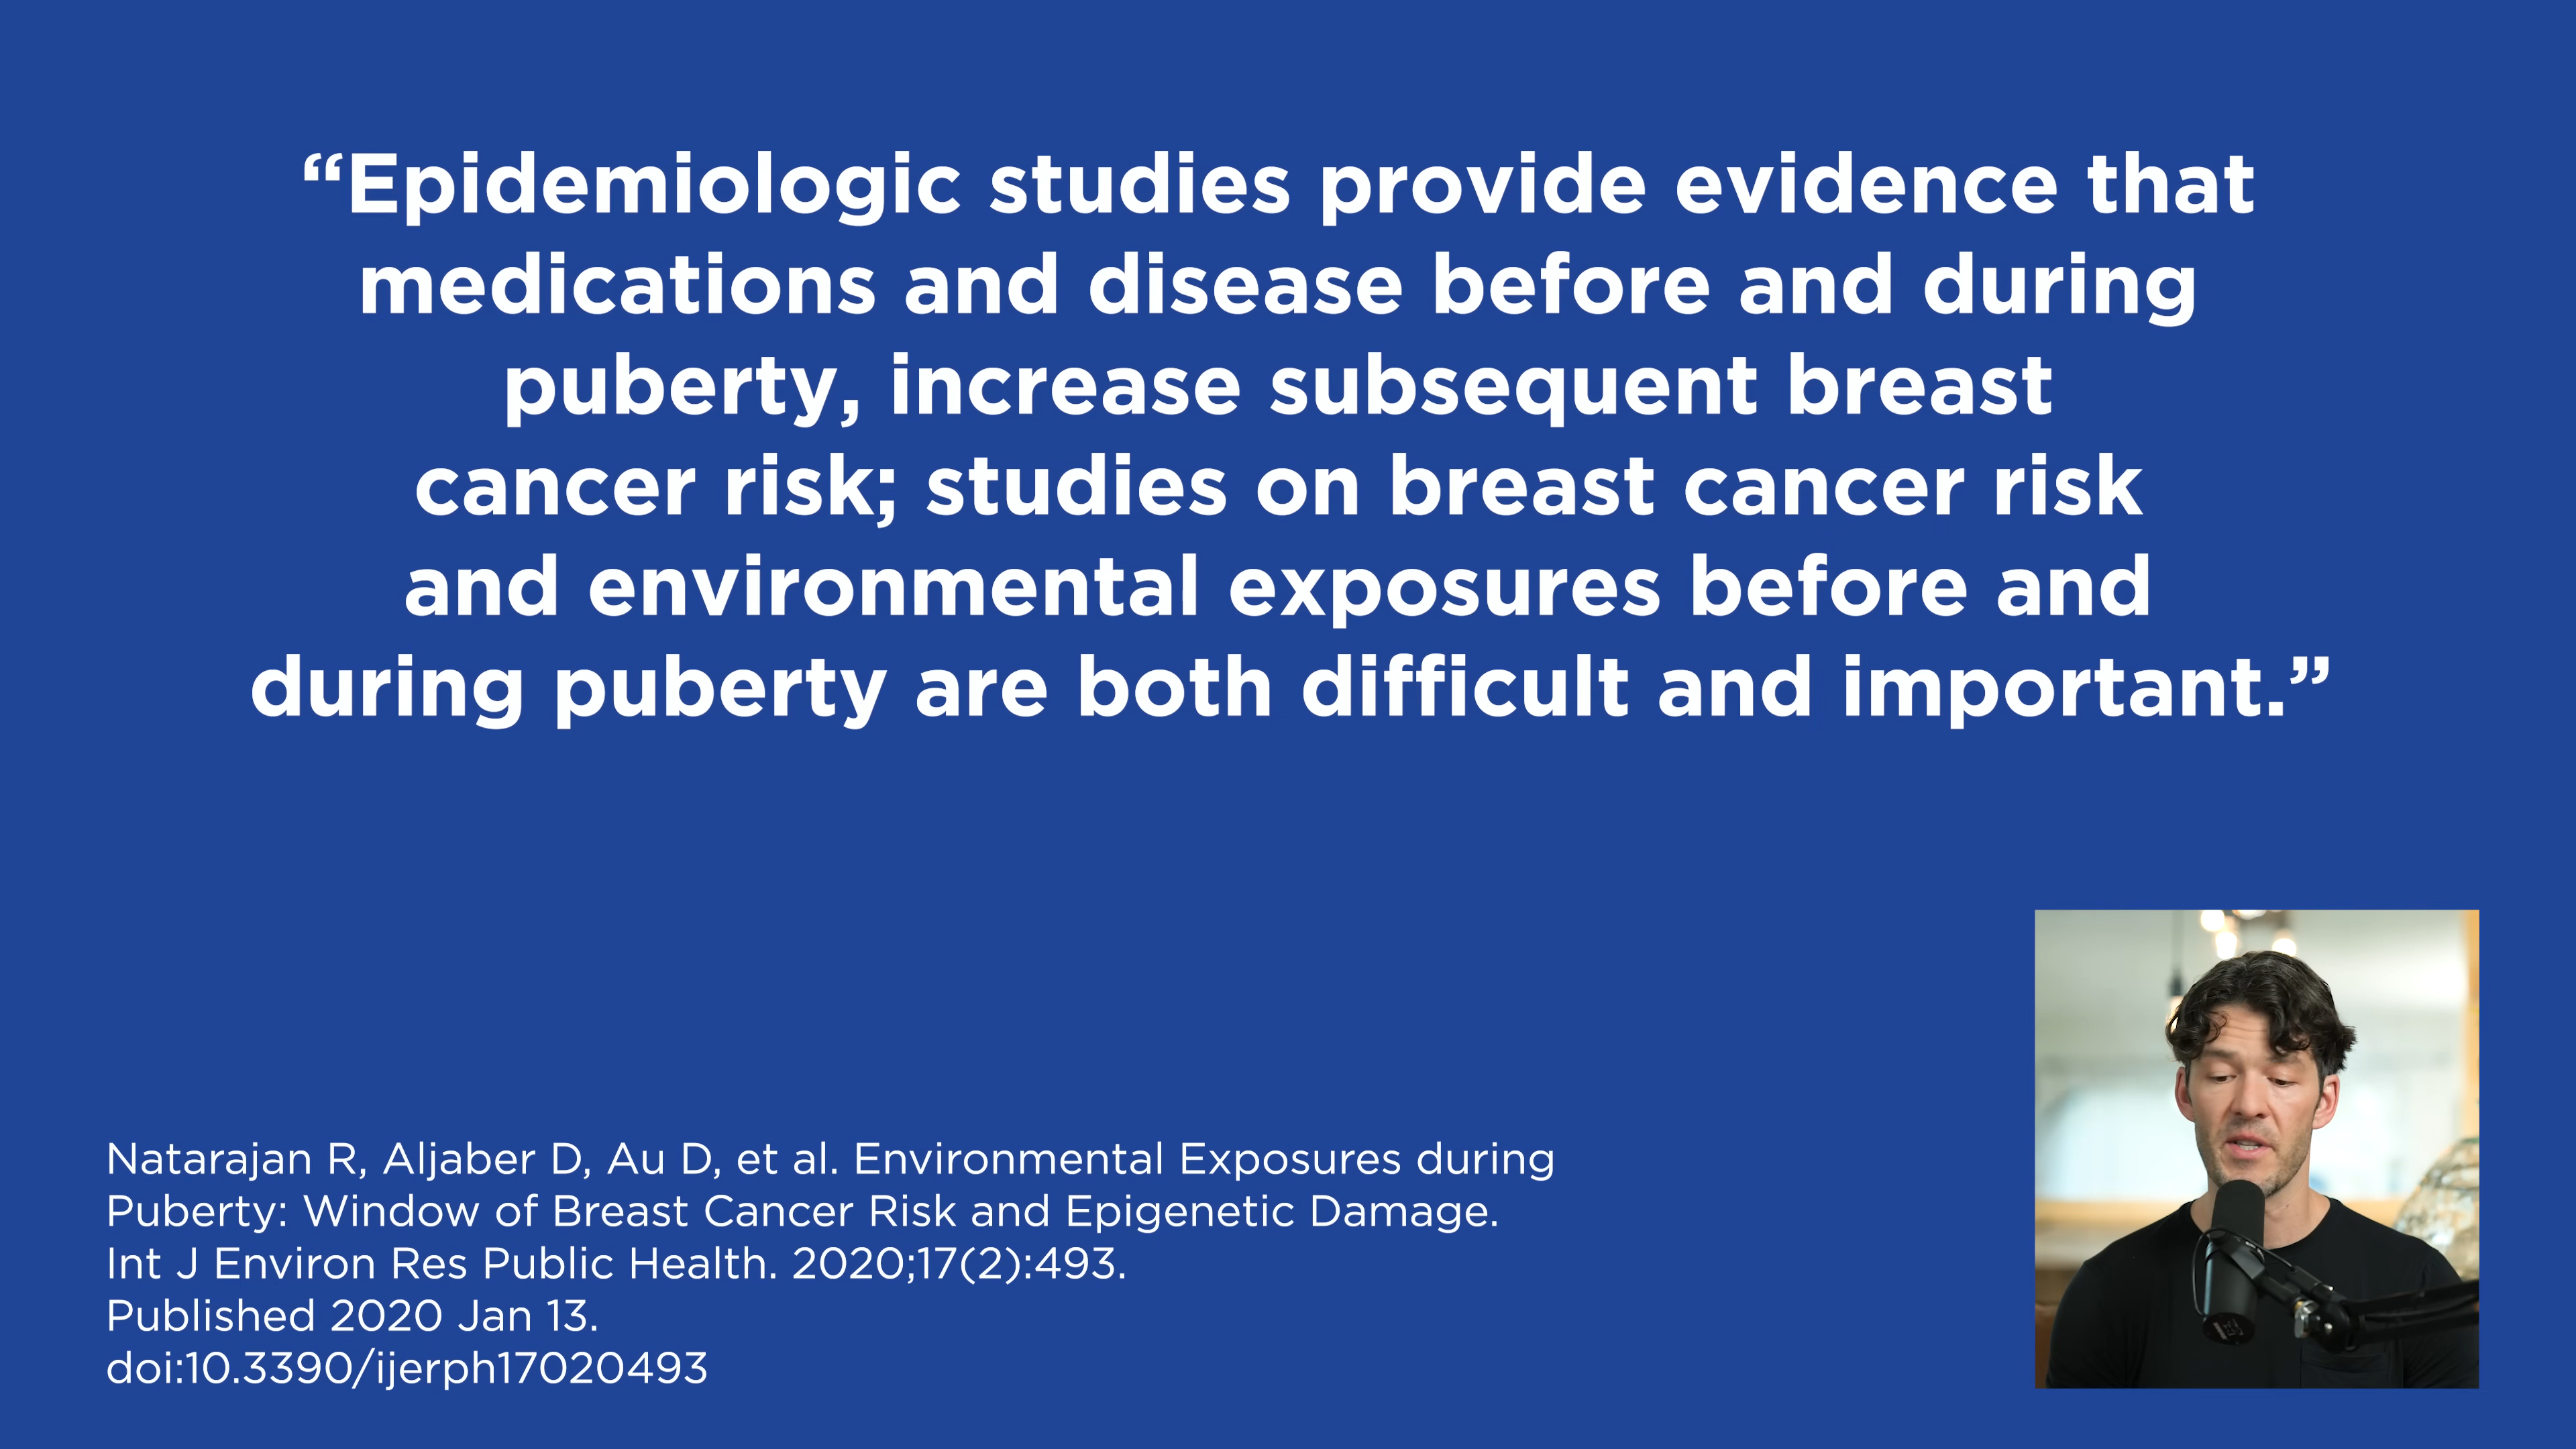 “Epidemiologic studies provide evidence that
medications and disease before and during
puberty, increase subsequent breast
cancer risk; studies on breast cancer risk
and environmental exposures before and
during puberty are both difficult and important.”
Natarajan R, Aljaber D, Au D, et al. Environmental Exposures during
Puberty: Window of Breast Cancer Risk and Epigenetic Damage.
Int J Environ Res Public Health. 2020;17(2):493.
Published 2020 Jan 13.
doi:10.3390/ijerph17020493